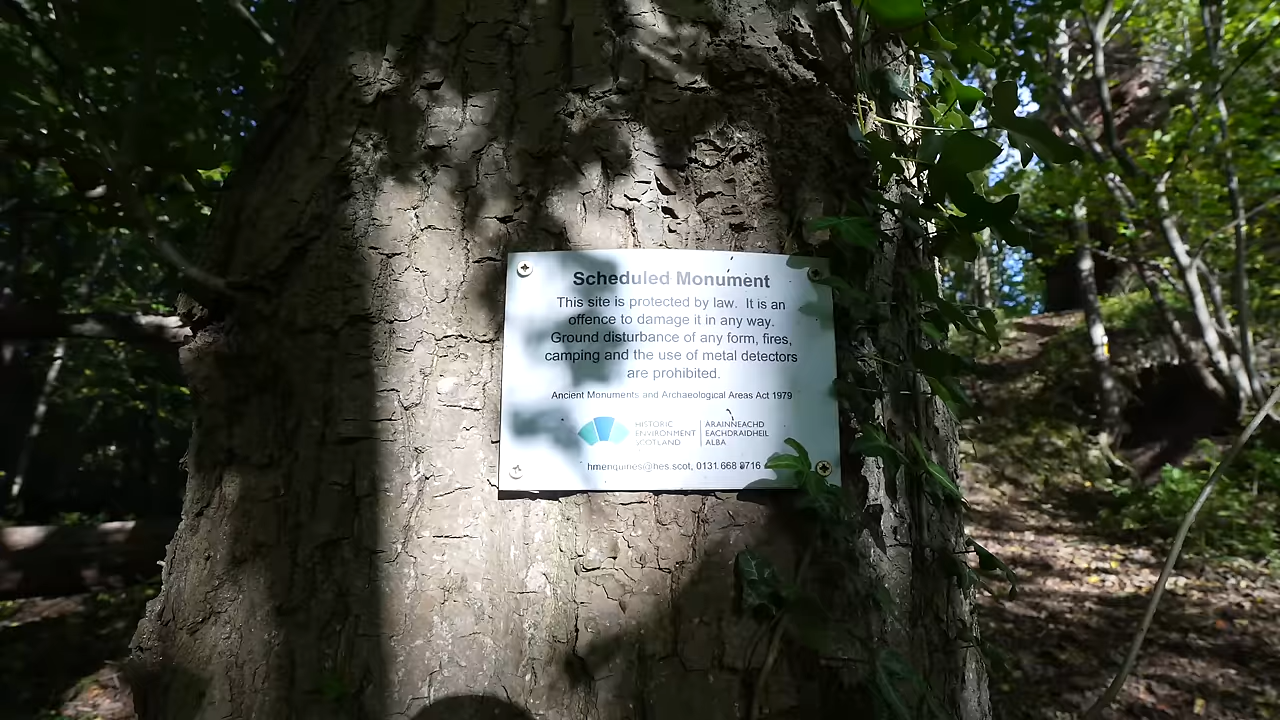 Scheduled Monument
This site is protected by law. It is an
offence to damage it in any way.
Ground disturbance of any form, fires,
camping and the use of metal detectors
are prohibited.
Ancient Monuments and Archaeological Areas Act 1979
HISTORIC
ENVIRONMENT
SCOTLAND
ÀRAINNEACHD
EACHDRAIDHEIL
ALBA
hmenquiries@hes.scot, 0131 668 8716